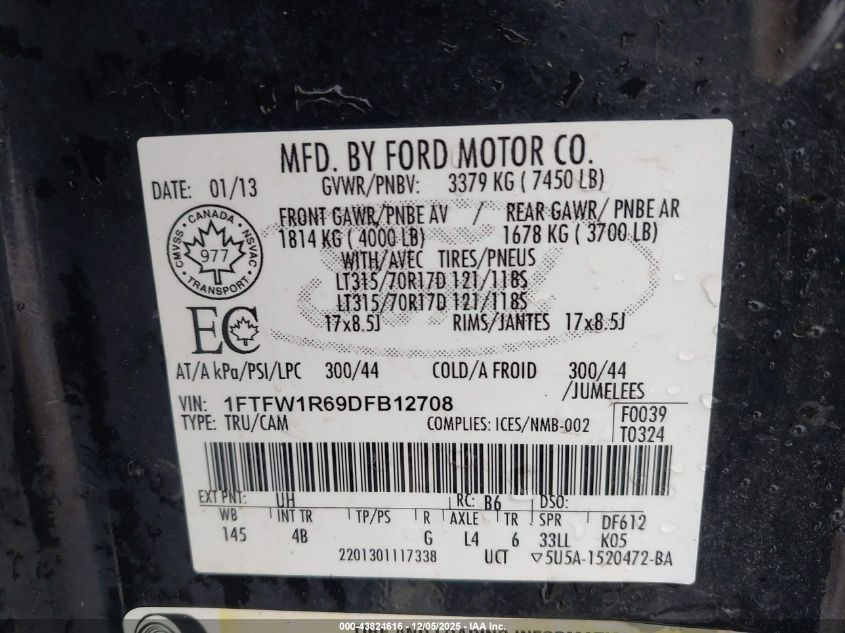 MFD. BY FORD MOTOR CO.
DATE: 01/13 GVWR/PNBV: 3379 KG ( 7450 LB)
FRONT GAWR/PNBE AV / REAR GAWR/ PNBE AR
1814 KG ( 4000 LB) 1678 KG ( 3700 LB)
WITH/AVEC TIRES/PNEUS
LT315/70R17D 121/118S
LT315/70R17D 121/118S
17x8.5J RIMS/JANTES 17x8.5J
CANADA
CMVSS NSVAC
977
TRANSPORT
EC
AT/A kPa/PSI/LPC 300/44 COLD/A FROID 300/44
/JUMELEES
VIN: 1FTFW1R69DFB12708
F0039
TYPE: TRU/CAM COMPLIES: ICES/NMB-002
T0324
EXT PNT: UH RC: B6 DSO:
WB INT TR TP/PS R AXLE TR SPR DF612
145 4B G L4 6 33LL K05
2201301117338 UCT ▽5U5A-1520472-BA
TIRE AND LOADING INFORMATION
000-43824616 - 12/05/2025 - IAA Inc.